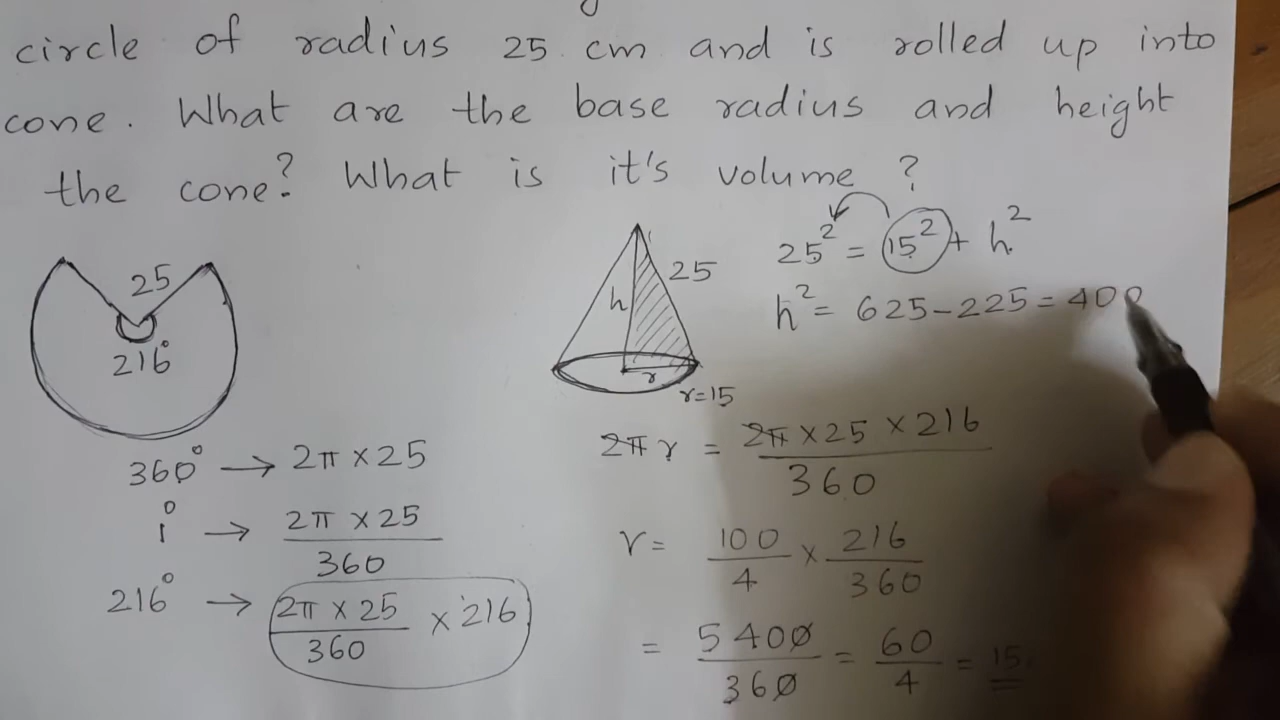 circle of radius 25 cm and is rolled up into
cone. What are the base radius and height
the cone? What is it's volume ?
25
216°
h
25
r
r=15
25² = 15² + h²
h² = 625 - 225 = 400
360° → 2π × 25
1° → 2π × 25 / 360
216° → 2π × 25 / 360 × 216
2π r = 2π × 25 × 216 / 360
r = 100 / 4 × 216 / 360
= 5400 / 360 = 60 / 4 = 15